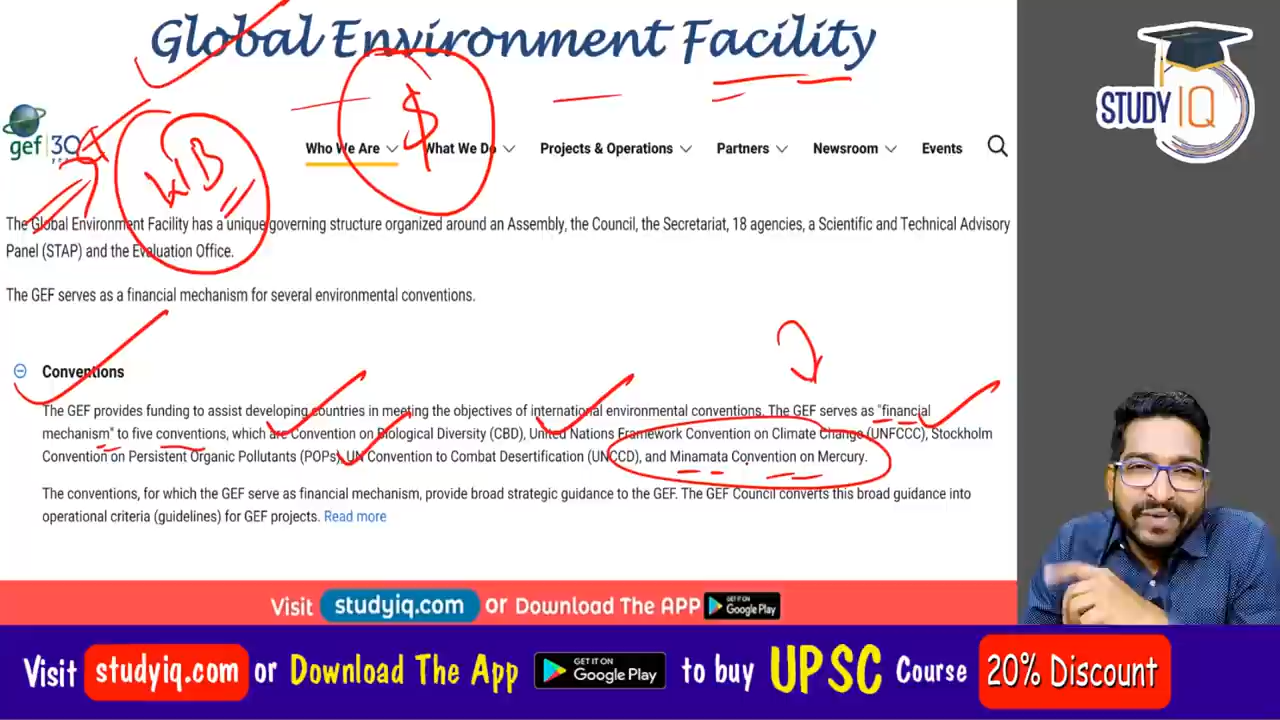 Global Environment Facility
STUDY IQ
gef 30
Who We Are What We Do Projects & Operations Partners Newsroom Events
$
WB
The Global Environment Facility has a unique governing structure organized around an Assembly, the Council, the Secretariat, 18 agencies, a Scientific and Technical Advisory
Panel (STAP) and the Evaluation Office.
The GEF serves as a financial mechanism for several environmental conventions.
Conventions
The GEF provides funding to assist developing countries in meeting the objectives of international environmental conventions. The GEF serves as "financial
mechanism" to five conventions, which are Convention on Biological Diversity (CBD), United Nations Framework Convention on Climate Change (UNFCCC), Stockholm
Convention on Persistent Organic Pollutants (POPs), UN Convention to Combat Desertification (UNCCD), and Minamata Convention on Mercury.
The conventions, for which the GEF serve as financial mechanism, provide broad strategic guidance to the GEF. The GEF Council converts this broad guidance into
operational criteria (guidelines) for GEF projects. Read more
Visit studyiq.com or Download The APP GET IT ON Google Play
Visit studyiq.com or Download The App GET IT ON Google Play to buy UPSC Course 20% Discount